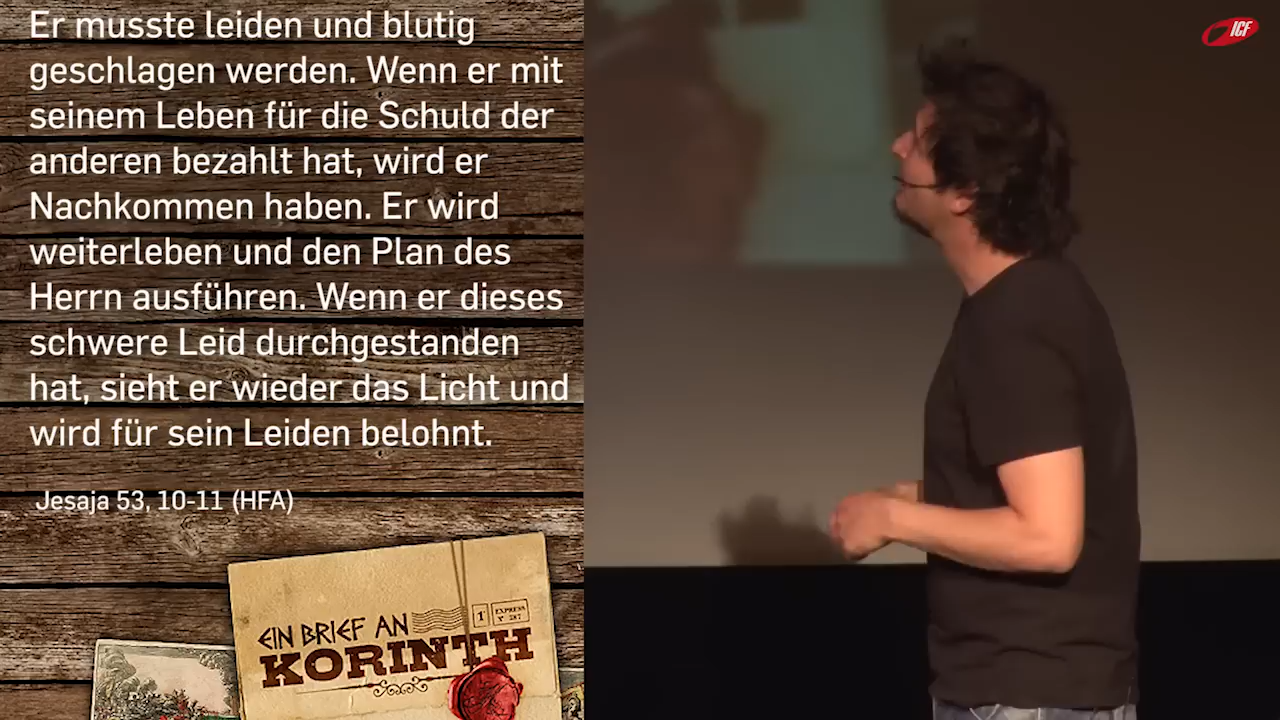 Er musste leiden und blutig
geschlagen werden. Wenn er mit
seinem Leben für die Schuld der
anderen bezahlt hat, wird er
Nachkommen haben. Er wird
weiterleben und den Plan des
Herrn ausführen. Wenn er dieses
schwere Leid durchgestanden
hat, sieht er wieder das Licht und
wird für sein Leiden belohnt.
Jesaja 53, 10-11 (HFA)
EIN BRIEF AN
KORINTH
1
EXPRESS
Nº 287
ICF